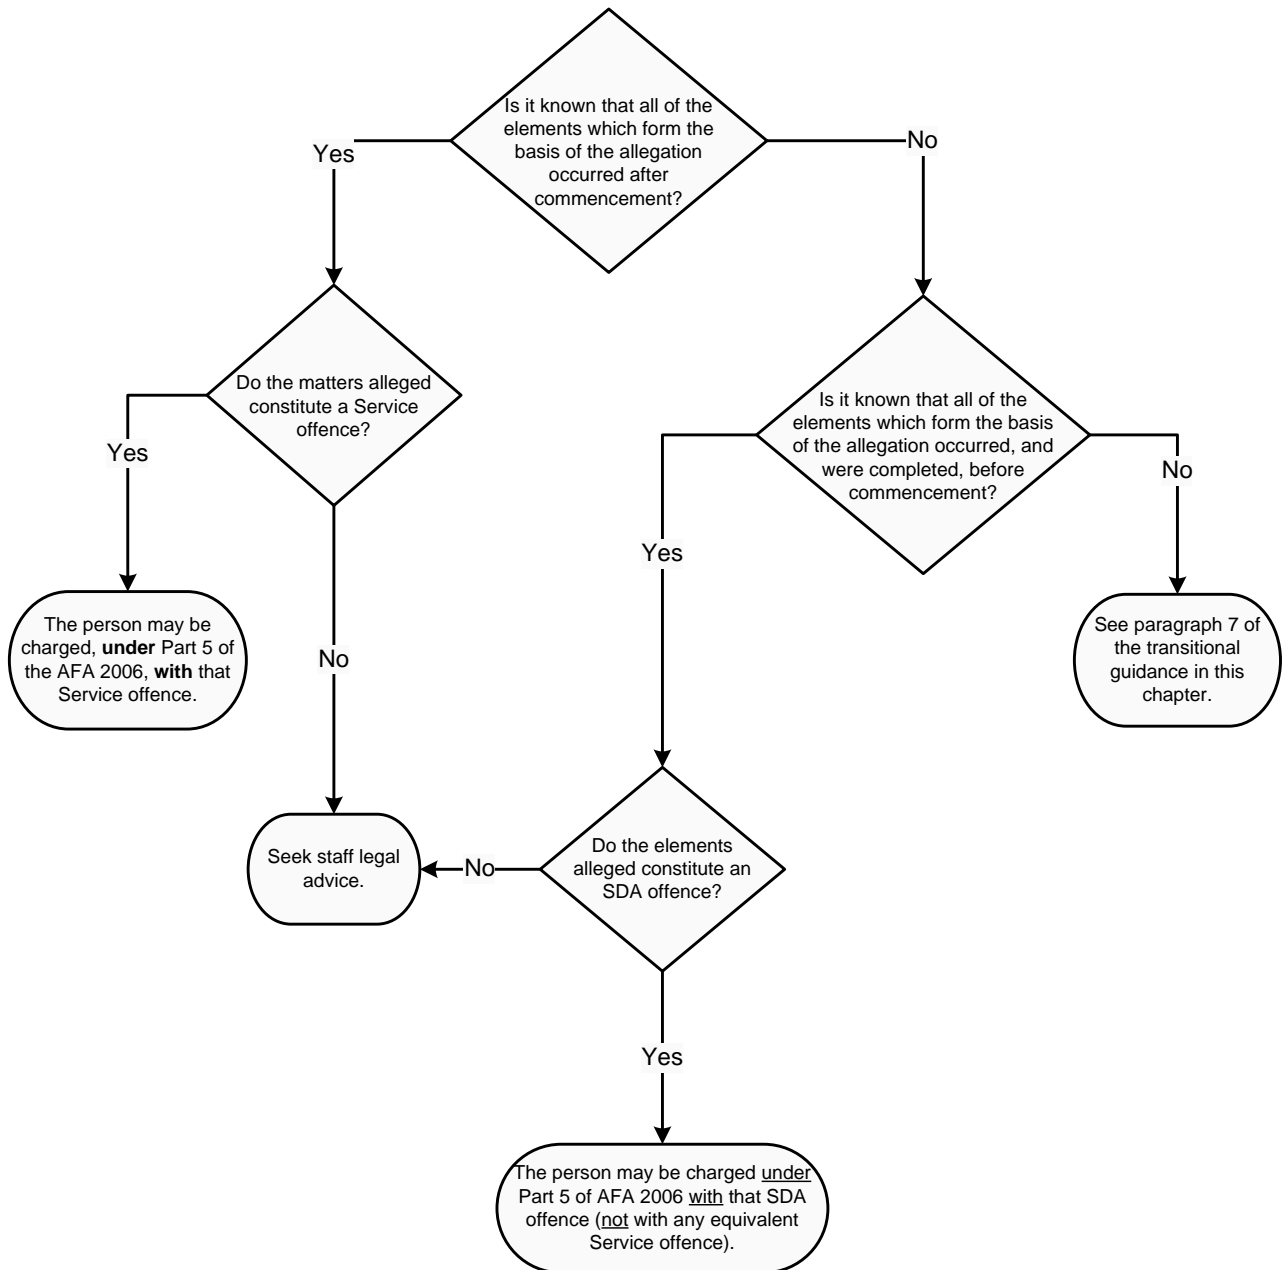 Is it known that all of the
elements which form the
basis of the allegation
occurred after
commencement?
Yes
No
Do the matters alleged
constitute a Service
offence?
Is it known that all of the
elements which form the basis
of the allegation occurred, and
were completed, before
commencement?
Yes
No
Yes
No
The person may be
charged, under Part 5 of
the AFA 2006, with that
Service offence.
See paragraph 7 of
the transitional
guidance in this
chapter.
No
Seek staff legal
advice.
Do the elements
alleged constitute an
SDA offence?
Yes
The person may be charged under
Part 5 of AFA 2006 with that SDA
offence (not with any equivalent
Service offence).